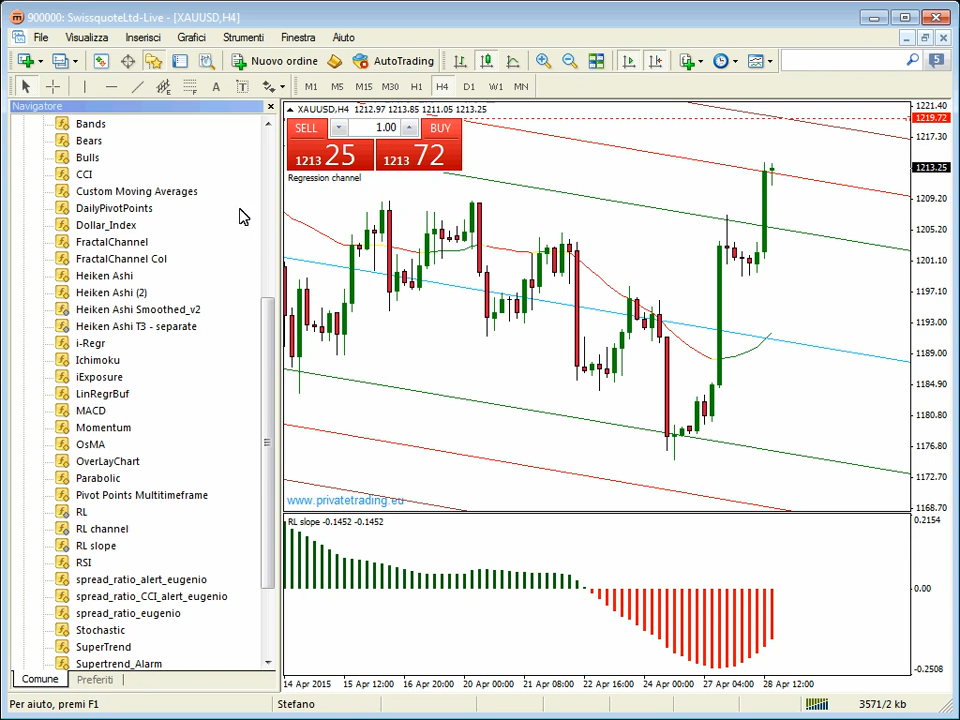 900000: SwissquoteLtd-Live - [XAUUSD,H4]
File Visualizza Inserisci Grafici Strumenti Finestra Aiuto
Nuovo ordine AutoTrading 5
A T M1 M5 M15 M30 H1 H4 D1 W1 MN
Navigatore
Bands
Bears
Bulls
CCI
Custom Moving Averages
DailyPivotPoints
Dollar_Index
FractalChannel
FractalChannel Col
Heiken Ashi
Heiken Ashi (2)
Heiken Ashi Smoothed_v2
Heiken Ashi T3 - separate
i-Regr
Ichimoku
iExposure
LinRegrBuf
MACD
Momentum
OsMA
OverLayChart
Parabolic
Pivot Points Multitimeframe
RL
RL channel
RL slope
RSI
spread_ratio_alert_eugenio
spread_ratio_CCI_alert_eugenio
spread_ratio_eugenio
Stochastic
SuperTrend
Supertrend_Alarm
Comune Preferiti
XAUUSD,H4 1212.97 1213.85 1211.05 1213.25
SELL 1.00 BUY
1213 25 1213 72
Regression channel
www.privatetrading.eu
1221.40
1219.72
1217.30
1213.25
1209.20
1205.20
1201.10
1197.10
1193.00
1189.00
1184.90
1180.80
1176.80
1172.70
1168.70
RL slope -0.1452 -0.1452
0.2154
0.00
-0.2508
14 Apr 2015 15 Apr 12:00 16 Apr 20:00 20 Apr 00:00 21 Apr 08:00 22 Apr 16:00 24 Apr 00:00 27 Apr 04:00 28 Apr 12:00
Per aiuto, premi F1 Stefano 3571/2 kb